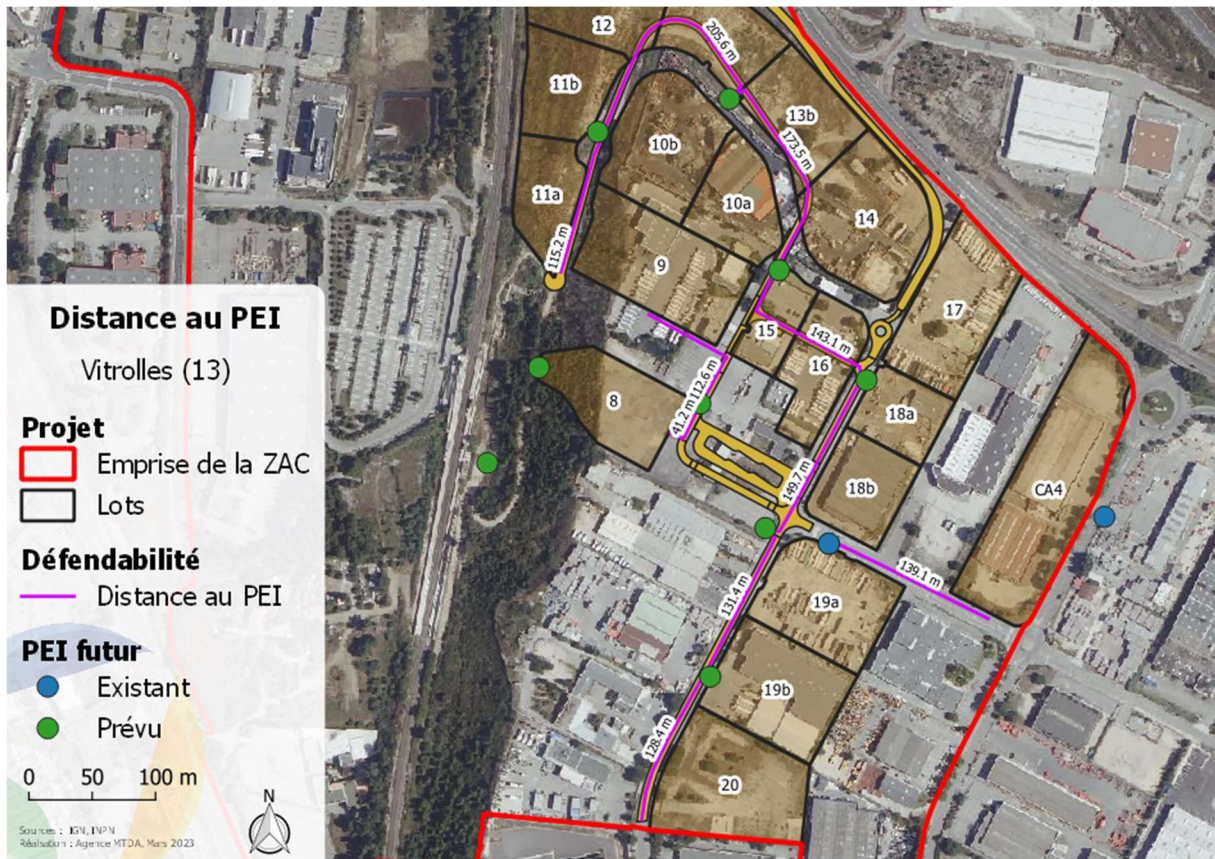 Distance au PEI
Vitrolles (13)
Projet
Emprise de la ZAC
Lots
Défendabilité
Distance au PEI
PEI futur
Existant
Prévu
0 50 100 m
N
Sources : IGN, INPN
Réalisation : Agence MTDA, Mars 2023
12
205.6 m
11b
13b
10b
173.5 m
11a
10a
14
115.2 m
9
17
15
143.1 m
16
8
112.6 m
18a
41.2 m
149.7 m
18b
CA4
139.1 m
131.4 m
19a
19b
128.4 m
20